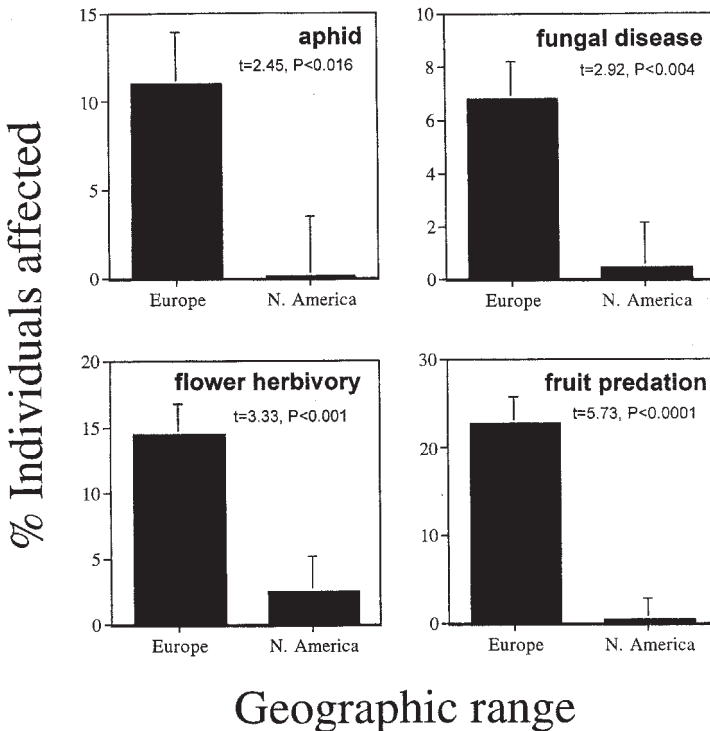 % Individuals affected
15
10
5
0
aphid
t=2.45, P<0.016
Europe
N. America
10
8
6
4
2
0
fungal disease
t=2.92, P<0.004
Europe
N. America
20
15
10
5
0
flower herbivory
t=3.33, P<0.001
Europe
N. America
30
20
10
0
fruit predation
t=5.73, P<0.0001
Europe
N. America
Geographic range